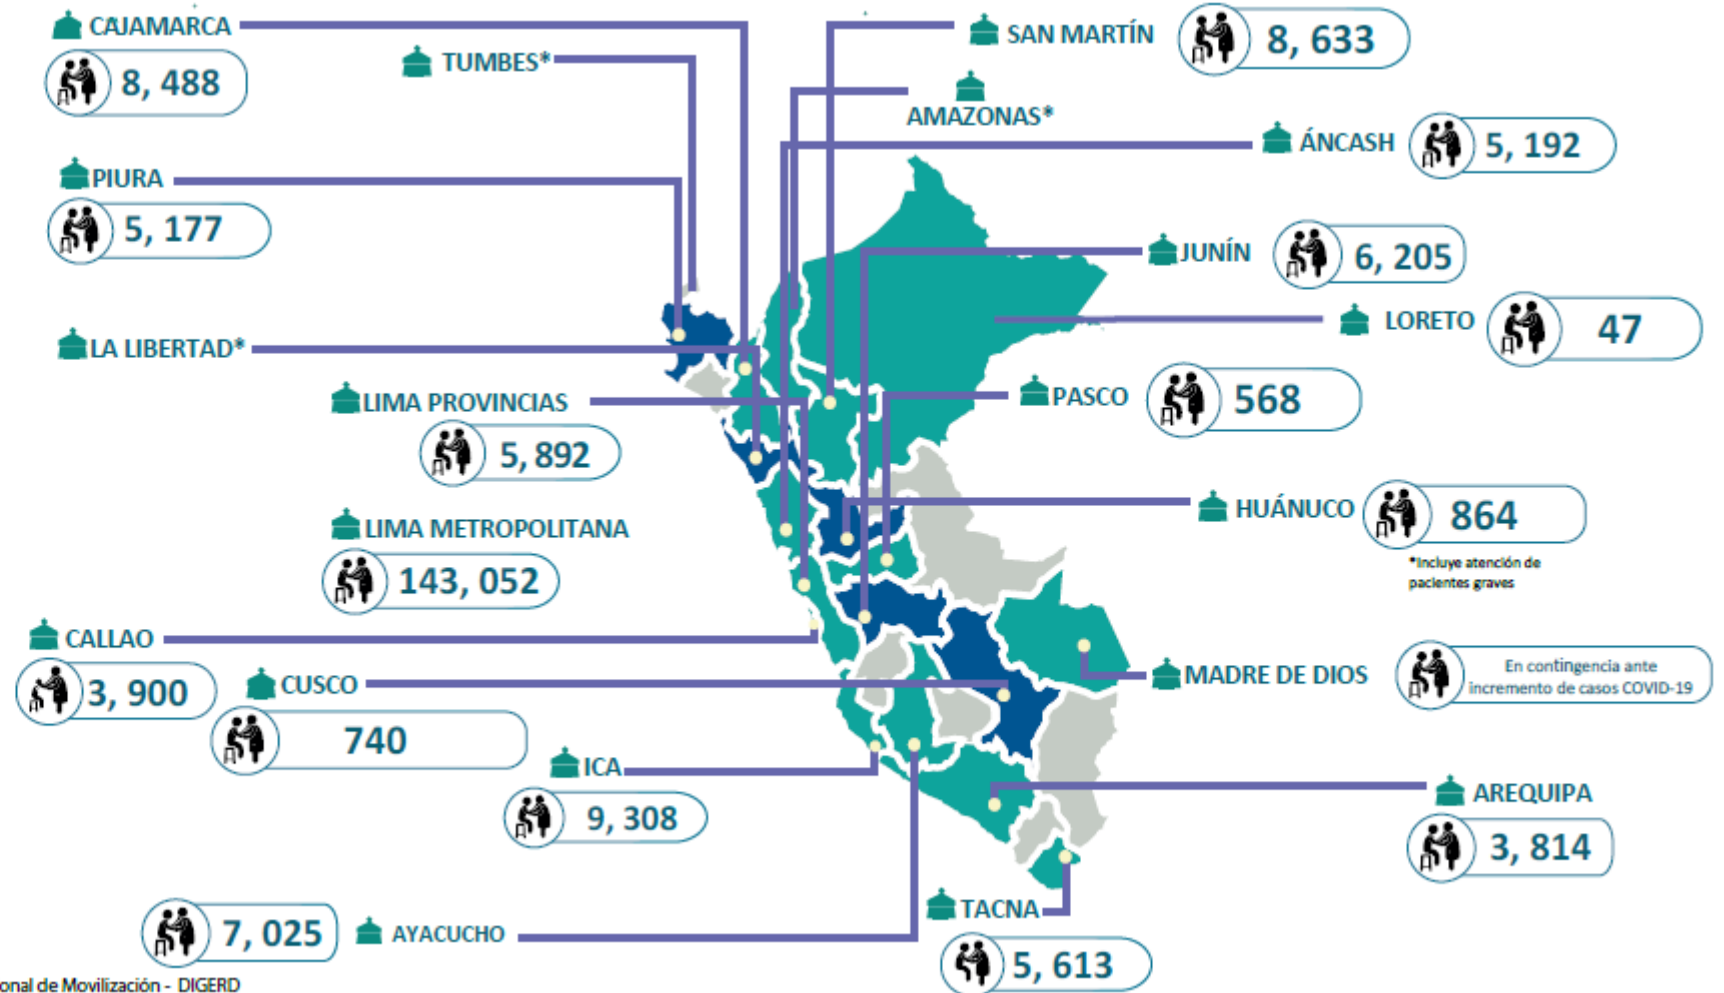 CAJAMARCA
8, 488
TUMBES*
SAN MARTÍN
8, 633
AMAZONAS*
ÁNCASH
5, 192
PIURA
5, 177
JUNÍN
6, 205
LORETO
47
LA LIBERTAD*
LIMA PROVINCIAS
5, 892
PASCO
568
HUÁNUCO
864
*Incluye atención de
pacientes graves
LIMA METROPOLITANA
143, 052
CALLAO
3, 900
CUSCO
740
MADRE DE DIOS
En contingencia ante
incremento de casos COVID-19
ICA
9, 308
AREQUIPA
3, 814
TACNA
5, 613
7, 025
AYACUCHO
onal de Movilización - DIGERD